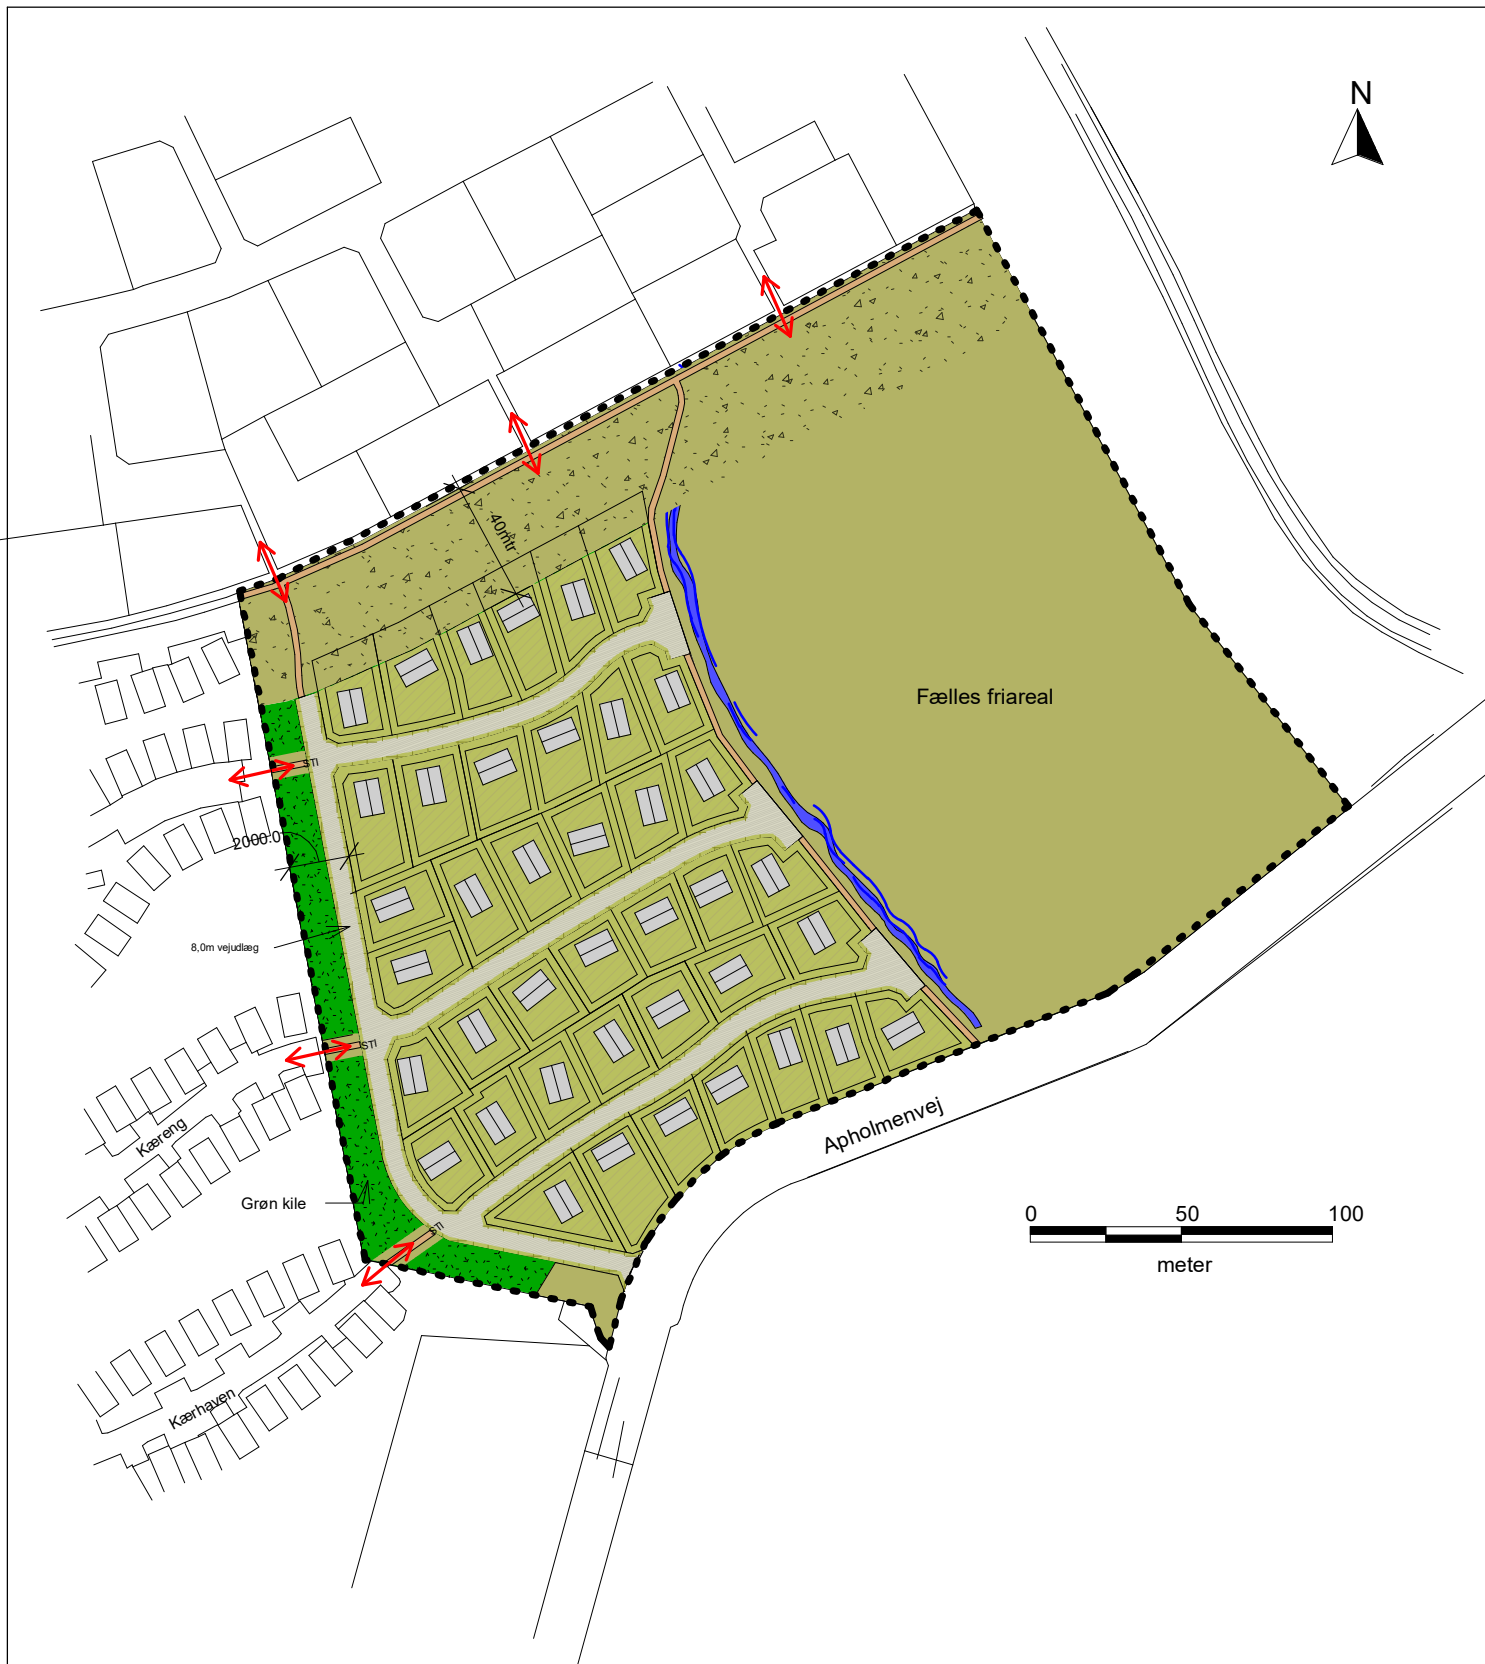 N
40mtr
Fælles friareal
STI
2000.0
8,0m vejudlæg
STI
Kæreng
Apholmenvej
Grøn kile
STI
0 50 100
meter
Kærhaven